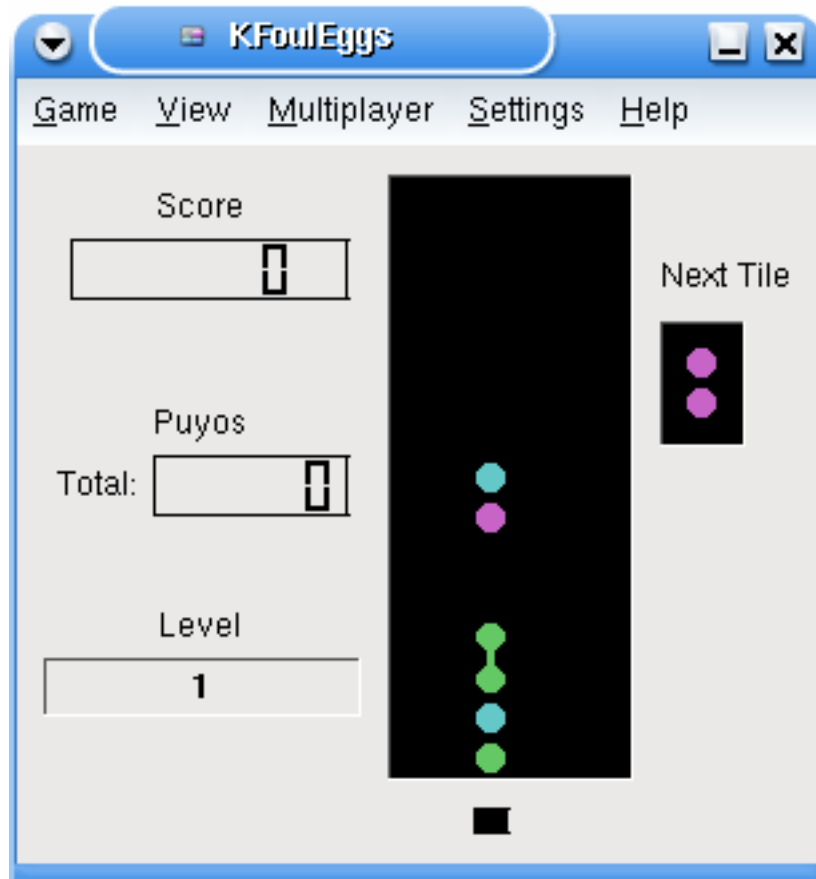 KFoulEggs
Game View Multiplayer Settings Help
Score
0
Next Tile
Puyos
Total: 0
Level
1